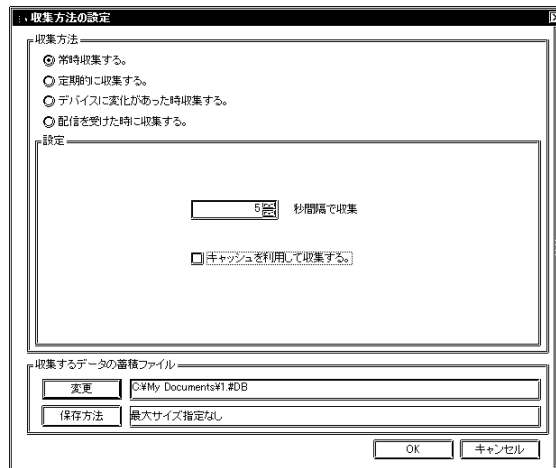 収集方法の設定
収集方法
常時収集する。
定期的に収集する。
デバイスに変化があった時収集する。
配信を受けた時に収集する。
設定
5 秒間隔で収集
キャッシュを利用して収集する。
収集するデータの蓄積ファイル
変更 C:¥My Documents¥1.#DB
保存方法 最大サイズ指定なし
OK キャンセル